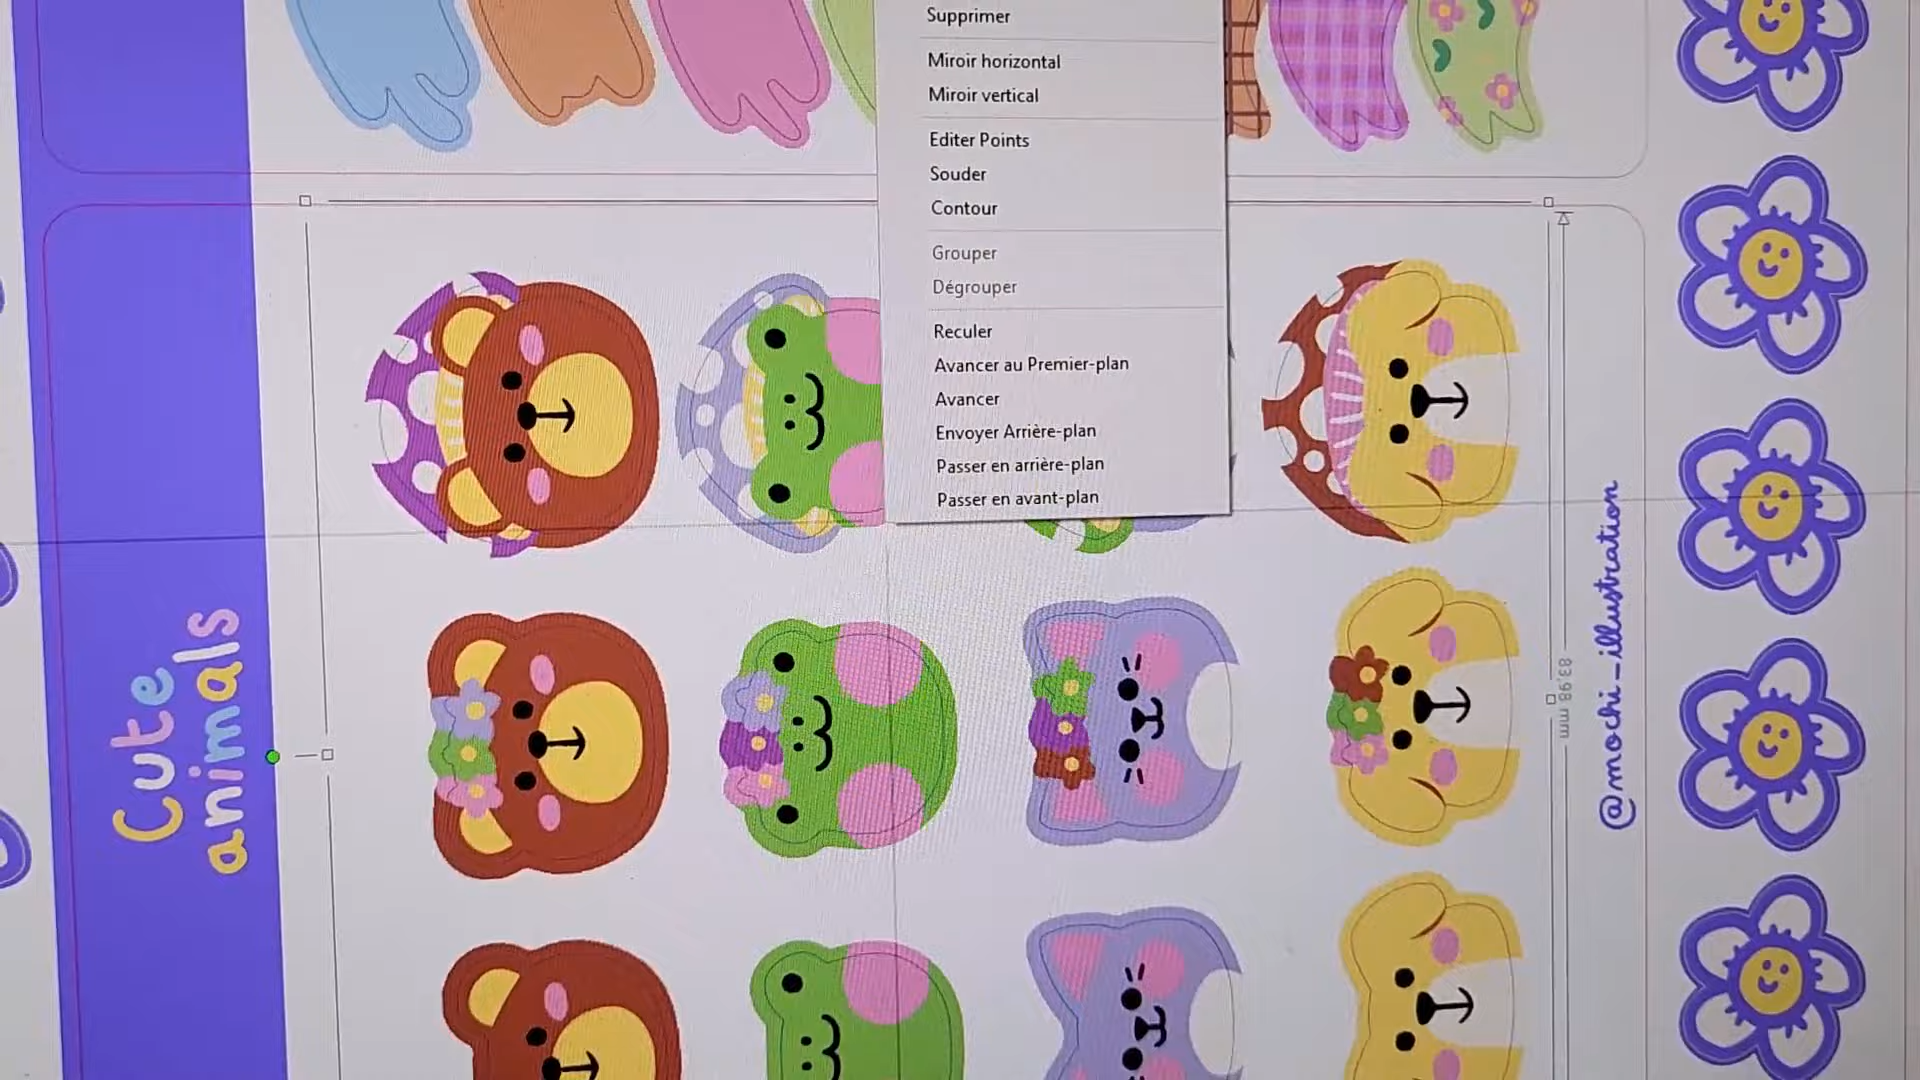 Supprimer
Miroir horizontal
Miroir vertical
Editer Points
Souder
Contour
Grouper
Dégrouper
Reculer
Avancer au Premier-plan
Avancer
Envoyer Arrière-plan
Passer en arrière-plan
Passer en avant-plan
Cute
animals
83,98 mm
@mochi_illustration